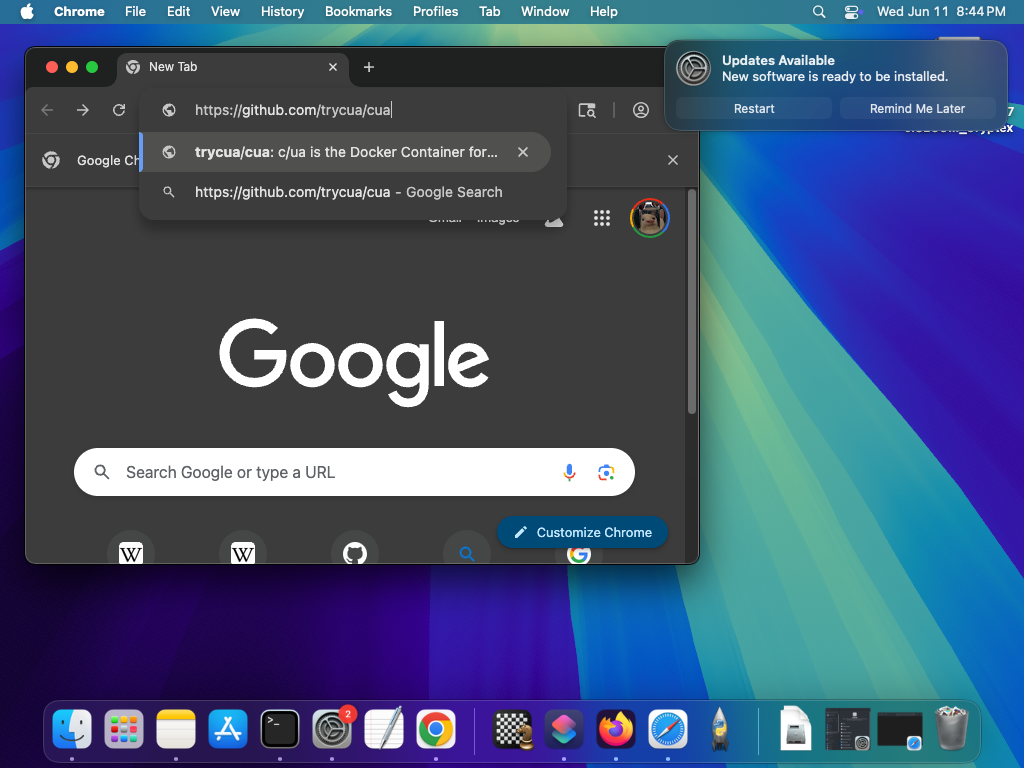 Chrome File Edit View History Bookmarks Profiles Tab Window Help Wed Jun 11 8:44 PM
New Tab
Updates Available
New software is ready to be installed.
Restart Remind Me Later
https://github.com/trycua/cua
Google Ch
trycua/cua: c/ua is the Docker Container for...
https://github.com/trycua/cua - Google Search
Gmail Images
Google
Search Google or type a URL
Customize Chrome
W W G
>_
2